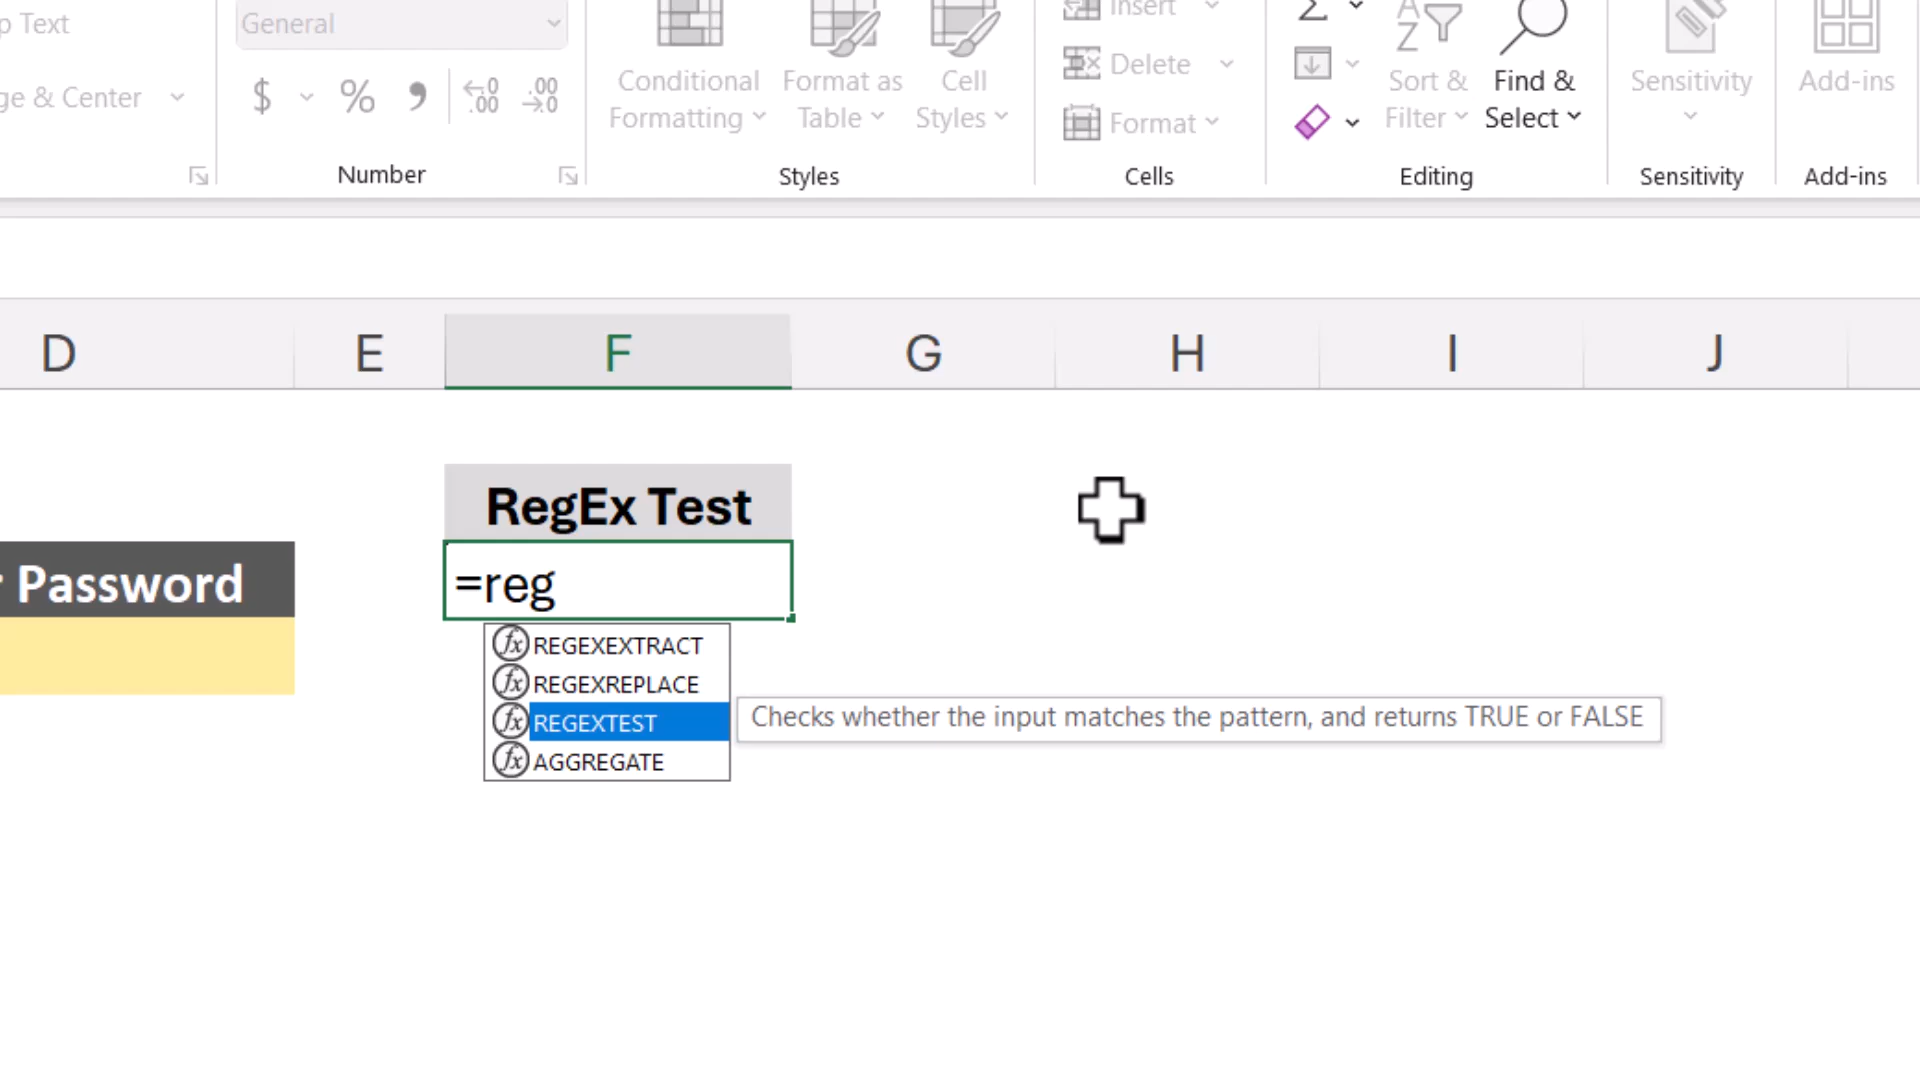 p Text
General
Insert
Conditional Formatting
Format as Table
Cell Styles
Delete
Format
Sort & Filter
Find & Select
Sensitivity
Add-ins
ge & Center
$ % , .00 .00
Number
Styles
Cells
Editing
Sensitivity
Add-ins
D E F G H I J
RegEx Test
r Password
=reg
REGEXEXTRACT
REGEXREPLACE
REGEXTEST
Checks whether the input matches the pattern, and returns TRUE or FALSE
AGGREGATE